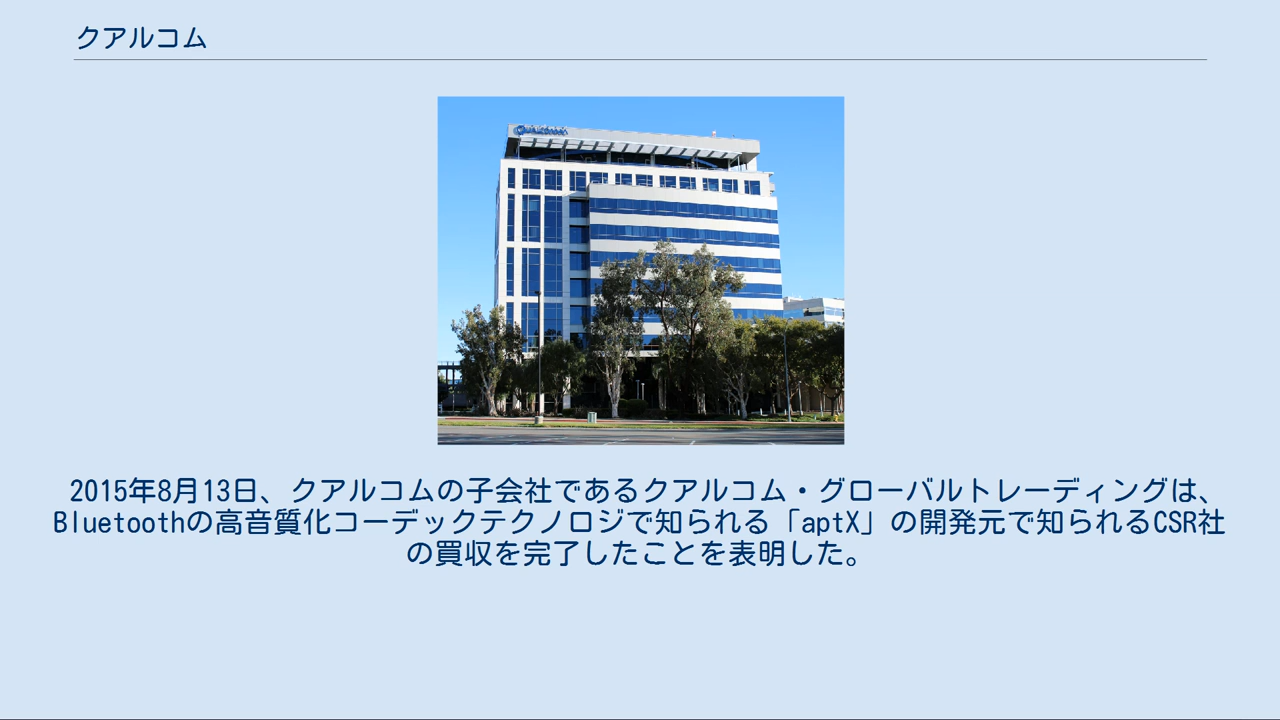 クアルコム
2015年8月13日、クアルコムの子会社であるクアルコム・グローバルトレーディングは、
Bluetoothの高音質化コーデックテクノロジで知られる「aptX」の開発元で知られるCSR社
の買収を完了したことを表明した。